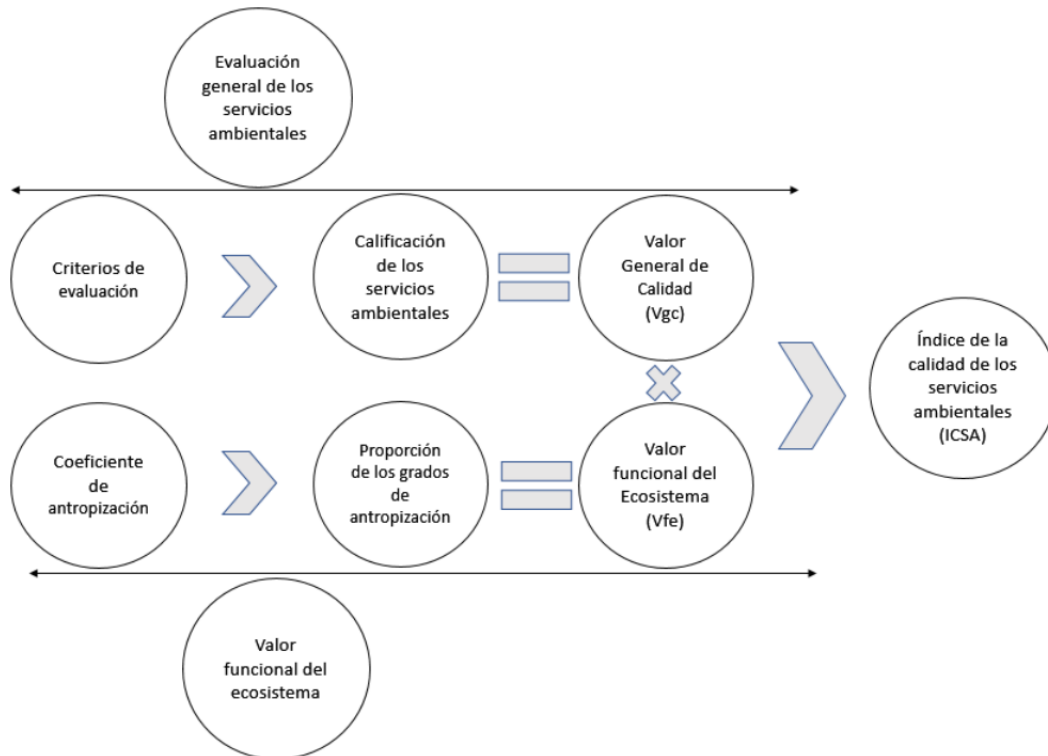 Evaluación
general de los
servicios
ambientales
Criterios de
evaluación
Calificación
de los
servicios
ambientales
Valor
General de
Calidad
(Vgc)
Índice de la
calidad de los
servicios
ambientales
(ICSA)
Coeficiente
de
antropización
Proporción
de los grados
de
antropización
Valor
funcional del
Ecosistema
(Vfe)
Valor
funcional del
ecosistema